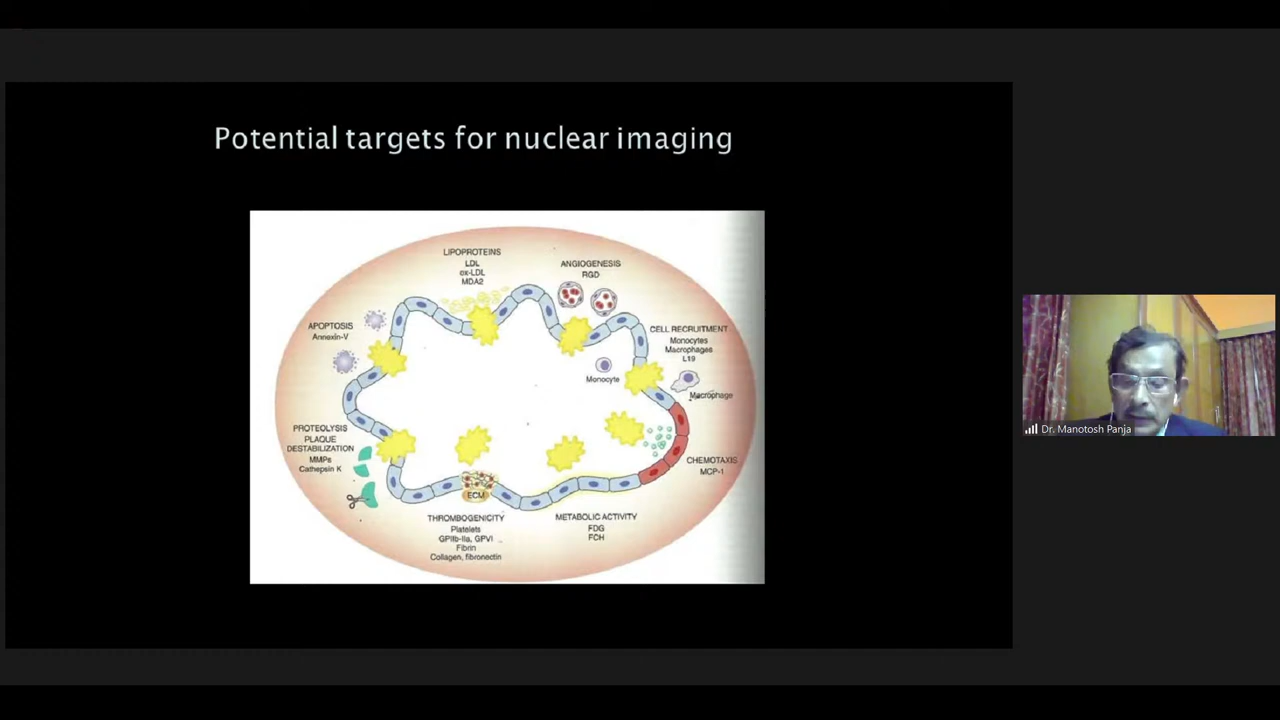 Potential targets for nuclear imaging
LIPOPROTEINS
LDL
ox-LDL
MDA2
ANGIOGENESIS
RGD
APOPTOSIS
Annexin-V
CELL RECRUITMENT
Monocytes
Macrophages
L19
Monocyte
Macrophage
PROTEOLYSIS
PLAQUE
DESTABILIZATION
MMPs
Cathepsin K
CHEMOTAXIS
MCP-1
ECM
THROMBOGENICITY
Platelets
GPIIb-IIa, GPVI
Fibrin
Collagen, fibronectin
METABOLIC ACTIVITY
FDG
FCH
Dr. Manotosh Panja